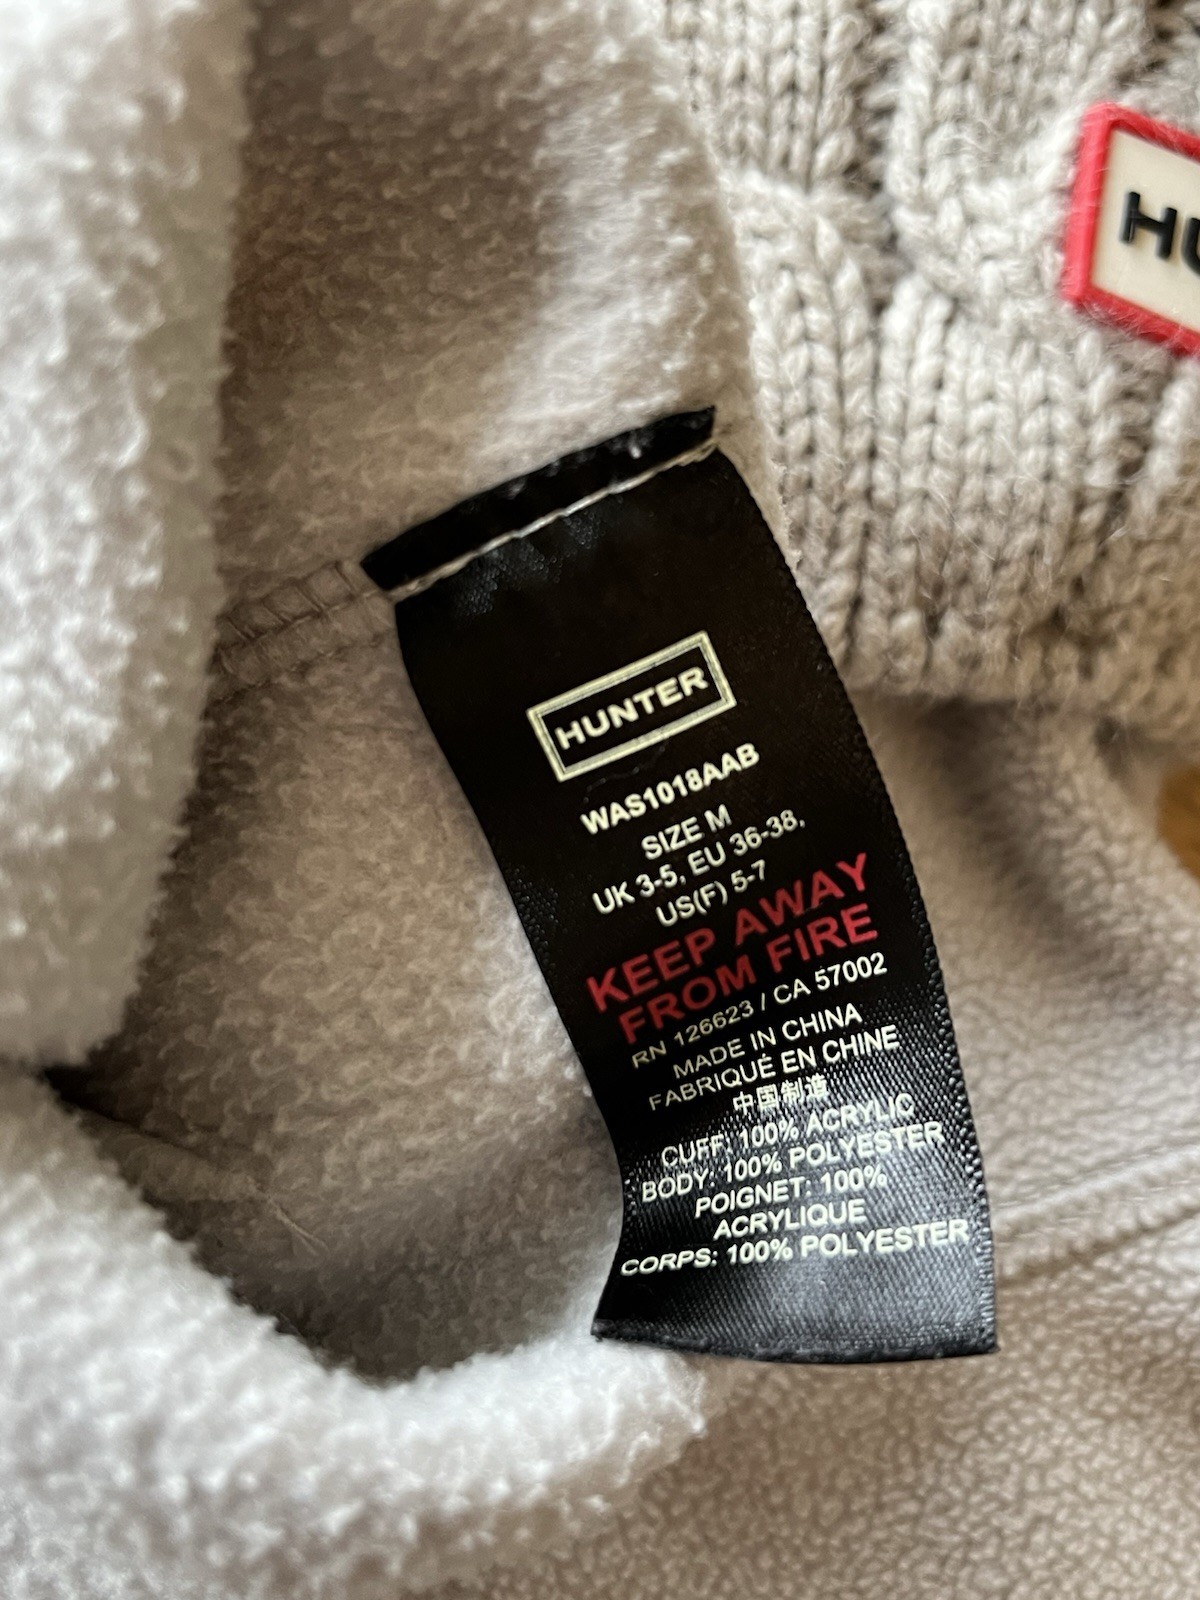 HU
HUNTER
WAS1018AAB
SIZE M
UK 3-5, EU 36-38,
US(F) 5-7
KEEP AWAY
FROM FIRE
RN 126623 / CA 57002
MADE IN CHINA
FABRIQUÉ EN CHINE
中国制造
CUFF: 100% ACRYLIC
BODY: 100% POLYESTER
POIGNET: 100%
ACRYLIQUE
CORPS: 100% POLYESTER